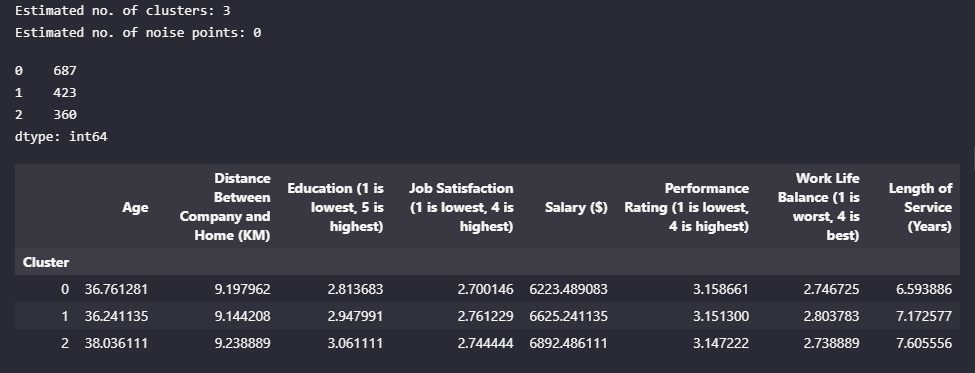 Estimated no. of clusters: 3
Estimated no. of noise points: 0
0 687
1 423
2 360
dtype: int64
Age Distance Between Company and Home (KM) Education (1 is lowest, 5 is highest) Job Satisfaction (1 is lowest, 4 is highest) Salary ($) Performance Rating (1 is lowest, 4 is highest) Work Life Balance (1 is worst, 4 is best) Length of Service (Years)
Cluster
0 36.761281 9.197962 2.813683 2.700146 6223.489083 3.158661 2.746725 6.593886
1 36.241135 9.144208 2.947991 2.761229 6625.241135 3.151300 2.803783 7.172577
2 38.036111 9.238889 3.061111 2.744444 6892.486111 3.147222 2.738889 7.605556